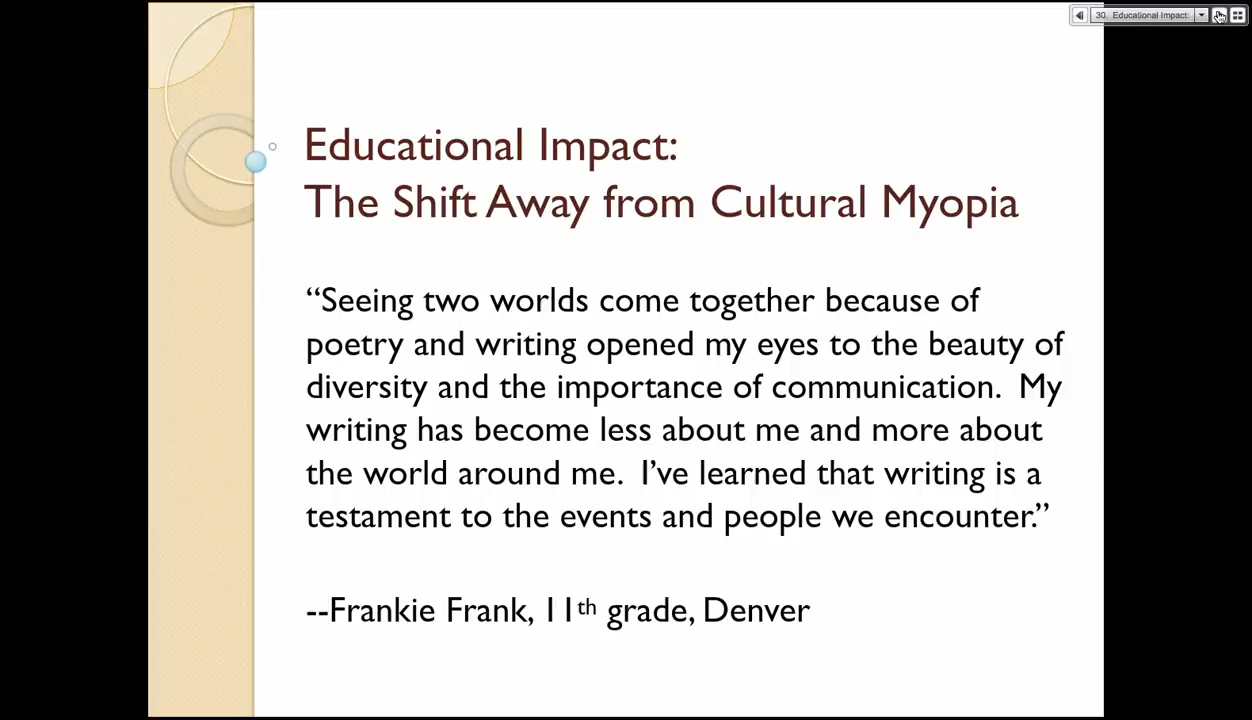 30. Educational Impact:
Educational Impact:
The Shift Away from Cultural Myopia
“Seeing two worlds come together because of
poetry and writing opened my eyes to the beauty of
diversity and the importance of communication.  My
writing has become less about me and more about
the world around me.  I’ve learned that writing is a
testament to the events and people we encounter.”
--Frankie Frank, 11th grade, Denver